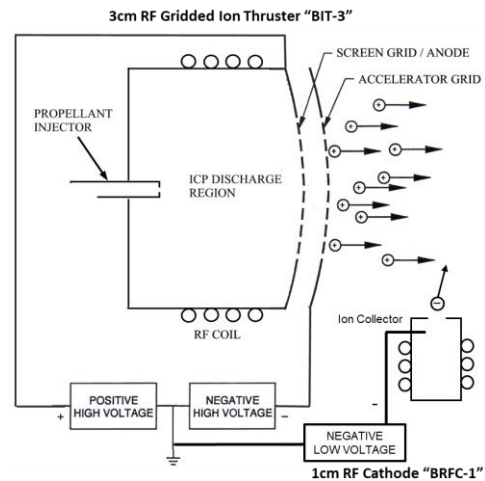 3cm RF Gridded Ion Thruster “BIT-3”
SCREEN GRID / ANODE
ACCELERATOR GRID
PROPELLANT
INJECTOR
ICP DISCHARGE
REGION
RF COIL
Ion Collector
POSITIVE
HIGH VOLTAGE
NEGATIVE
HIGH VOLTAGE
NEGATIVE
LOW VOLTAGE
1cm RF Cathode “BRFC-1”